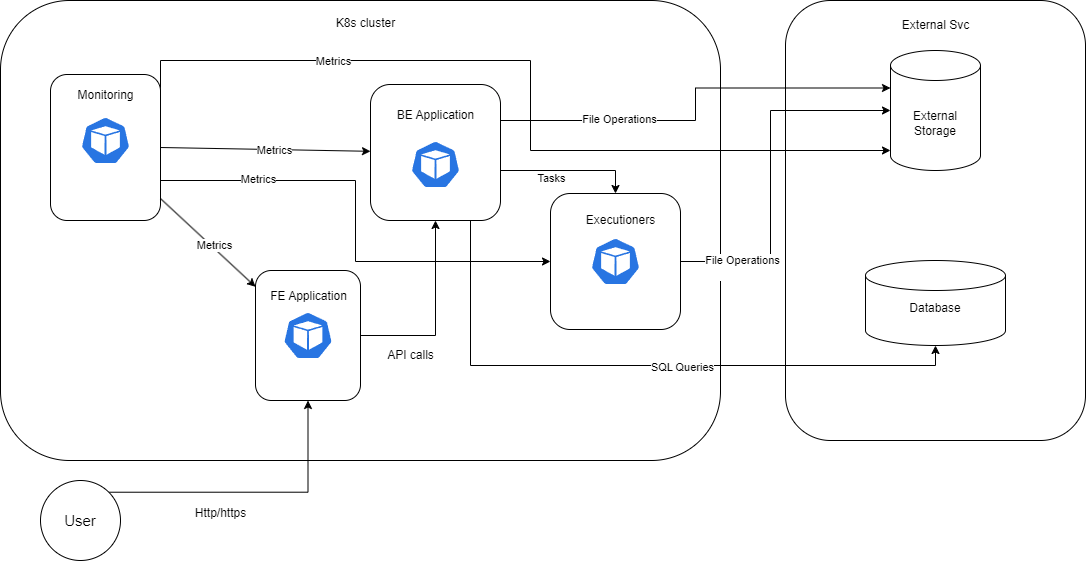 K8s cluster
External Svc
Metrics
Monitoring
BE Application
File Operations
External
Storage
Metrics
Metrics
Tasks
Executioners
Metrics
File Operations
FE Application
Database
API calls
SQL Queries
Http/https
User